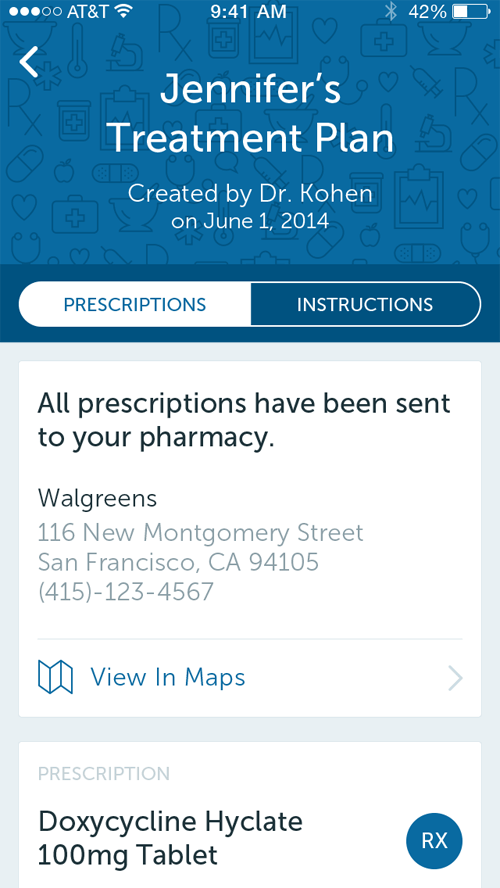 AT&T 9:41 AM 42%
Jennifer’s
Treatment Plan
Created by Dr. Kohen
on June 1, 2014
PRESCRIPTIONS INSTRUCTIONS
All prescriptions have been sent
to your pharmacy.
Walgreens
116 New Montgomery Street
San Francisco, CA 94105
(415)-123-4567
View In Maps
PRESCRIPTION
Doxycycline Hyclate
100mg Tablet
RX